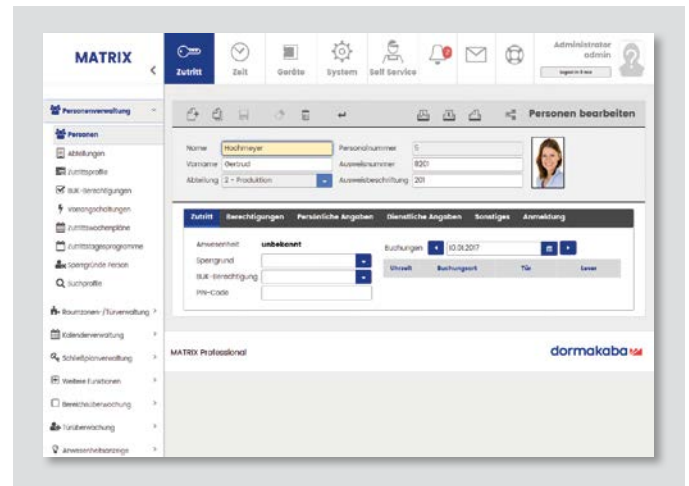 MATRIX
Zutritt
Zeit
Geräte
System
Self Service
Administrator
admin
Personenverwaltung
Personen
Abteilungen
Zutrittsprofile
BUK-Berechtigungen
Vorrangschaltungen
Zutrittswochenpläne
Zutrittstagesprogramme
Sperrgründe Person
Suchprofile
Raumzonen-/Türverwaltung
Kalenderverwaltung
Schließplanverwaltung
Weitere Funktionen
Bereichsüberwachung
Türüberwachung
Anwesenheitsanzeige
Personen bearbeiten
Name Hochmeyer Personalnummer 5
Vorname Gertrud Ausweisnummer 8201
Abteilung 2 - Produktion Ausweisbeschriftung 201
Zutritt Berechtigungen Persönliche Angaben Dienstliche Angaben Sonstiges Anmeldung
Anwesenheit unbekannt Buchungen 10.01.2017
Sperrgrund
Uhrzeit Buchungsart Tür Leser
BUK-Berechtigung
PIN-Code
MATRIX Professional
dormakaba